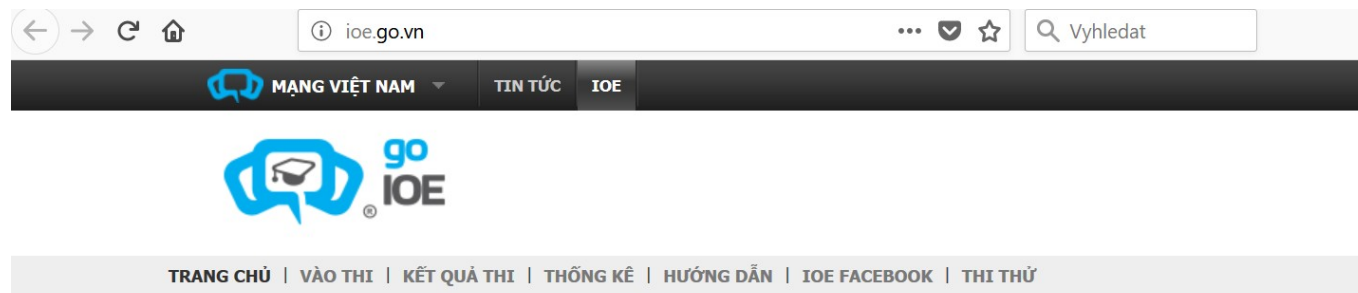 ioe.go.vn ••• Vyhledat
MẠNG VIỆT NAM TIN TỨC IOE
go
IOE
®
TRANG CHỦ | VÀO THI | KẾT QUẢ THI | THỐNG KÊ | HƯỚNG DẪN | IOE FACEBOOK | THI THỬ